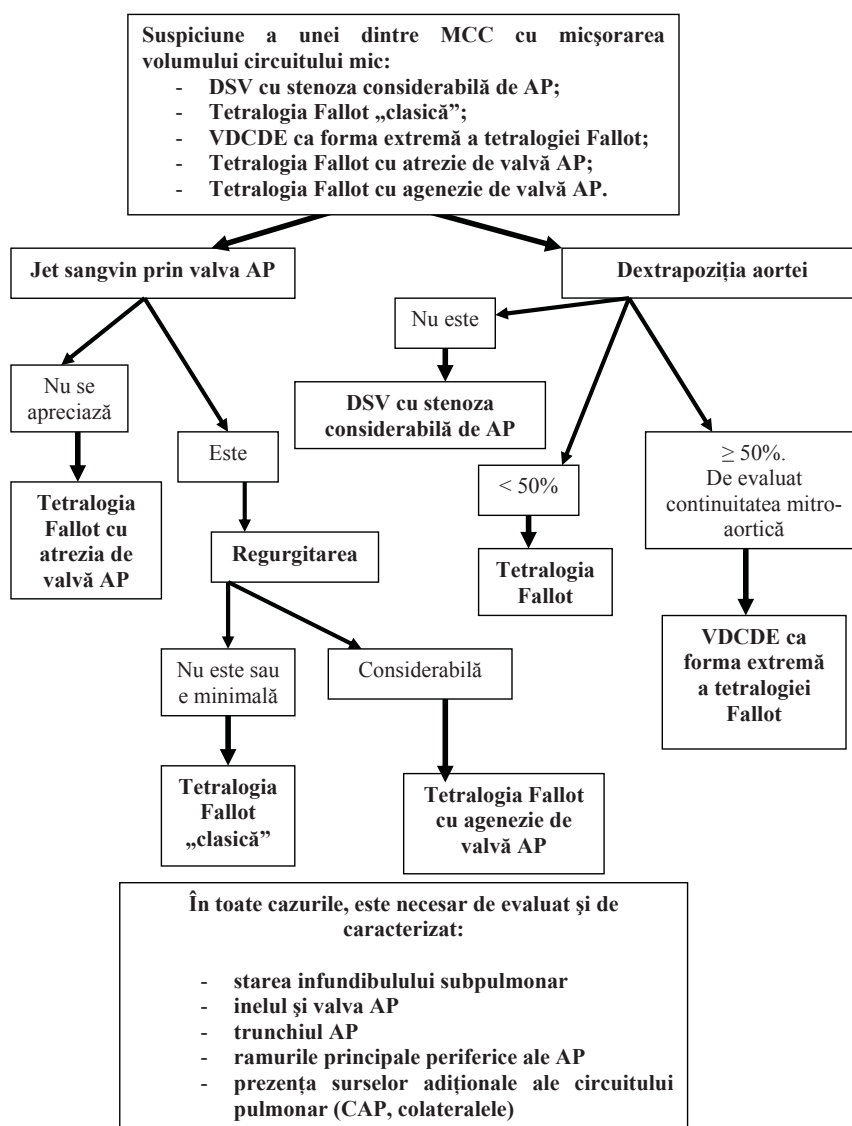 Suspiciune a unei dintre MCC cu micşorarea
volumului circuitului mic:
- DSV cu stenoza considerabilă de AP;
- Tetralogia Fallot „clasică”;
- VDCDE ca forma extremă a tetralogiei Fallot;
- Tetralogia Fallot cu atrezie de valvă AP;
- Tetralogia Fallot cu agenezie de valvă AP.
Jet sangvin prin valva AP
Dextrapoziția aortei
Nu este
Nu se
apreciază
DSV cu stenoza
considerabilă de AP
Este
< 50%
≥ 50%.
De evaluat
continuitatea mitro-
aortică
Tetralogia
Fallot cu
atrezia de
valvă AP
Regurgitarea
Tetralogia
Fallot
VDCDE ca
forma extremă
a tetralogiei
Fallot
Nu este sau
e minimală
Considerabilă
Tetralogia
Fallot
„clasică”
Tetralogia Fallot
cu agenezie de
valvă AP
În toate cazurile, este necesar de evaluat şi de
caracterizat:
- starea infundibulului subpulmonar
- inelul şi valva AP
- trunchiul AP
- ramurile principale periferice ale AP
- prezența surselor adiționale ale circuitului
pulmonar (CAP, colateralele)